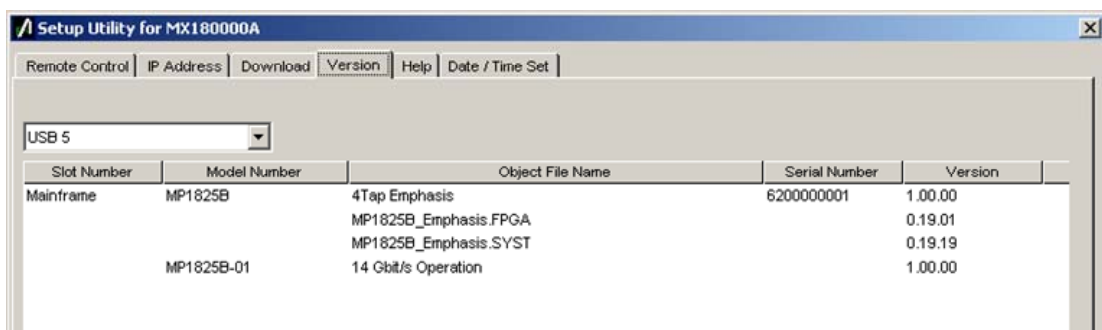 Setup Utility for MX180000A
Remote Control IP Address Download Version Help Date / Time Set
USB 5
Slot Number Model Number Object File Name Serial Number Version
Mainframe MP1825B 4Tap Emphasis 6200000001 1.00.00
MP1825B_Emphasis.FPGA 0.19.01
MP1825B_Emphasis.SYST 0.19.19
MP1825B-01 14 Gbit/s Operation 1.00.00